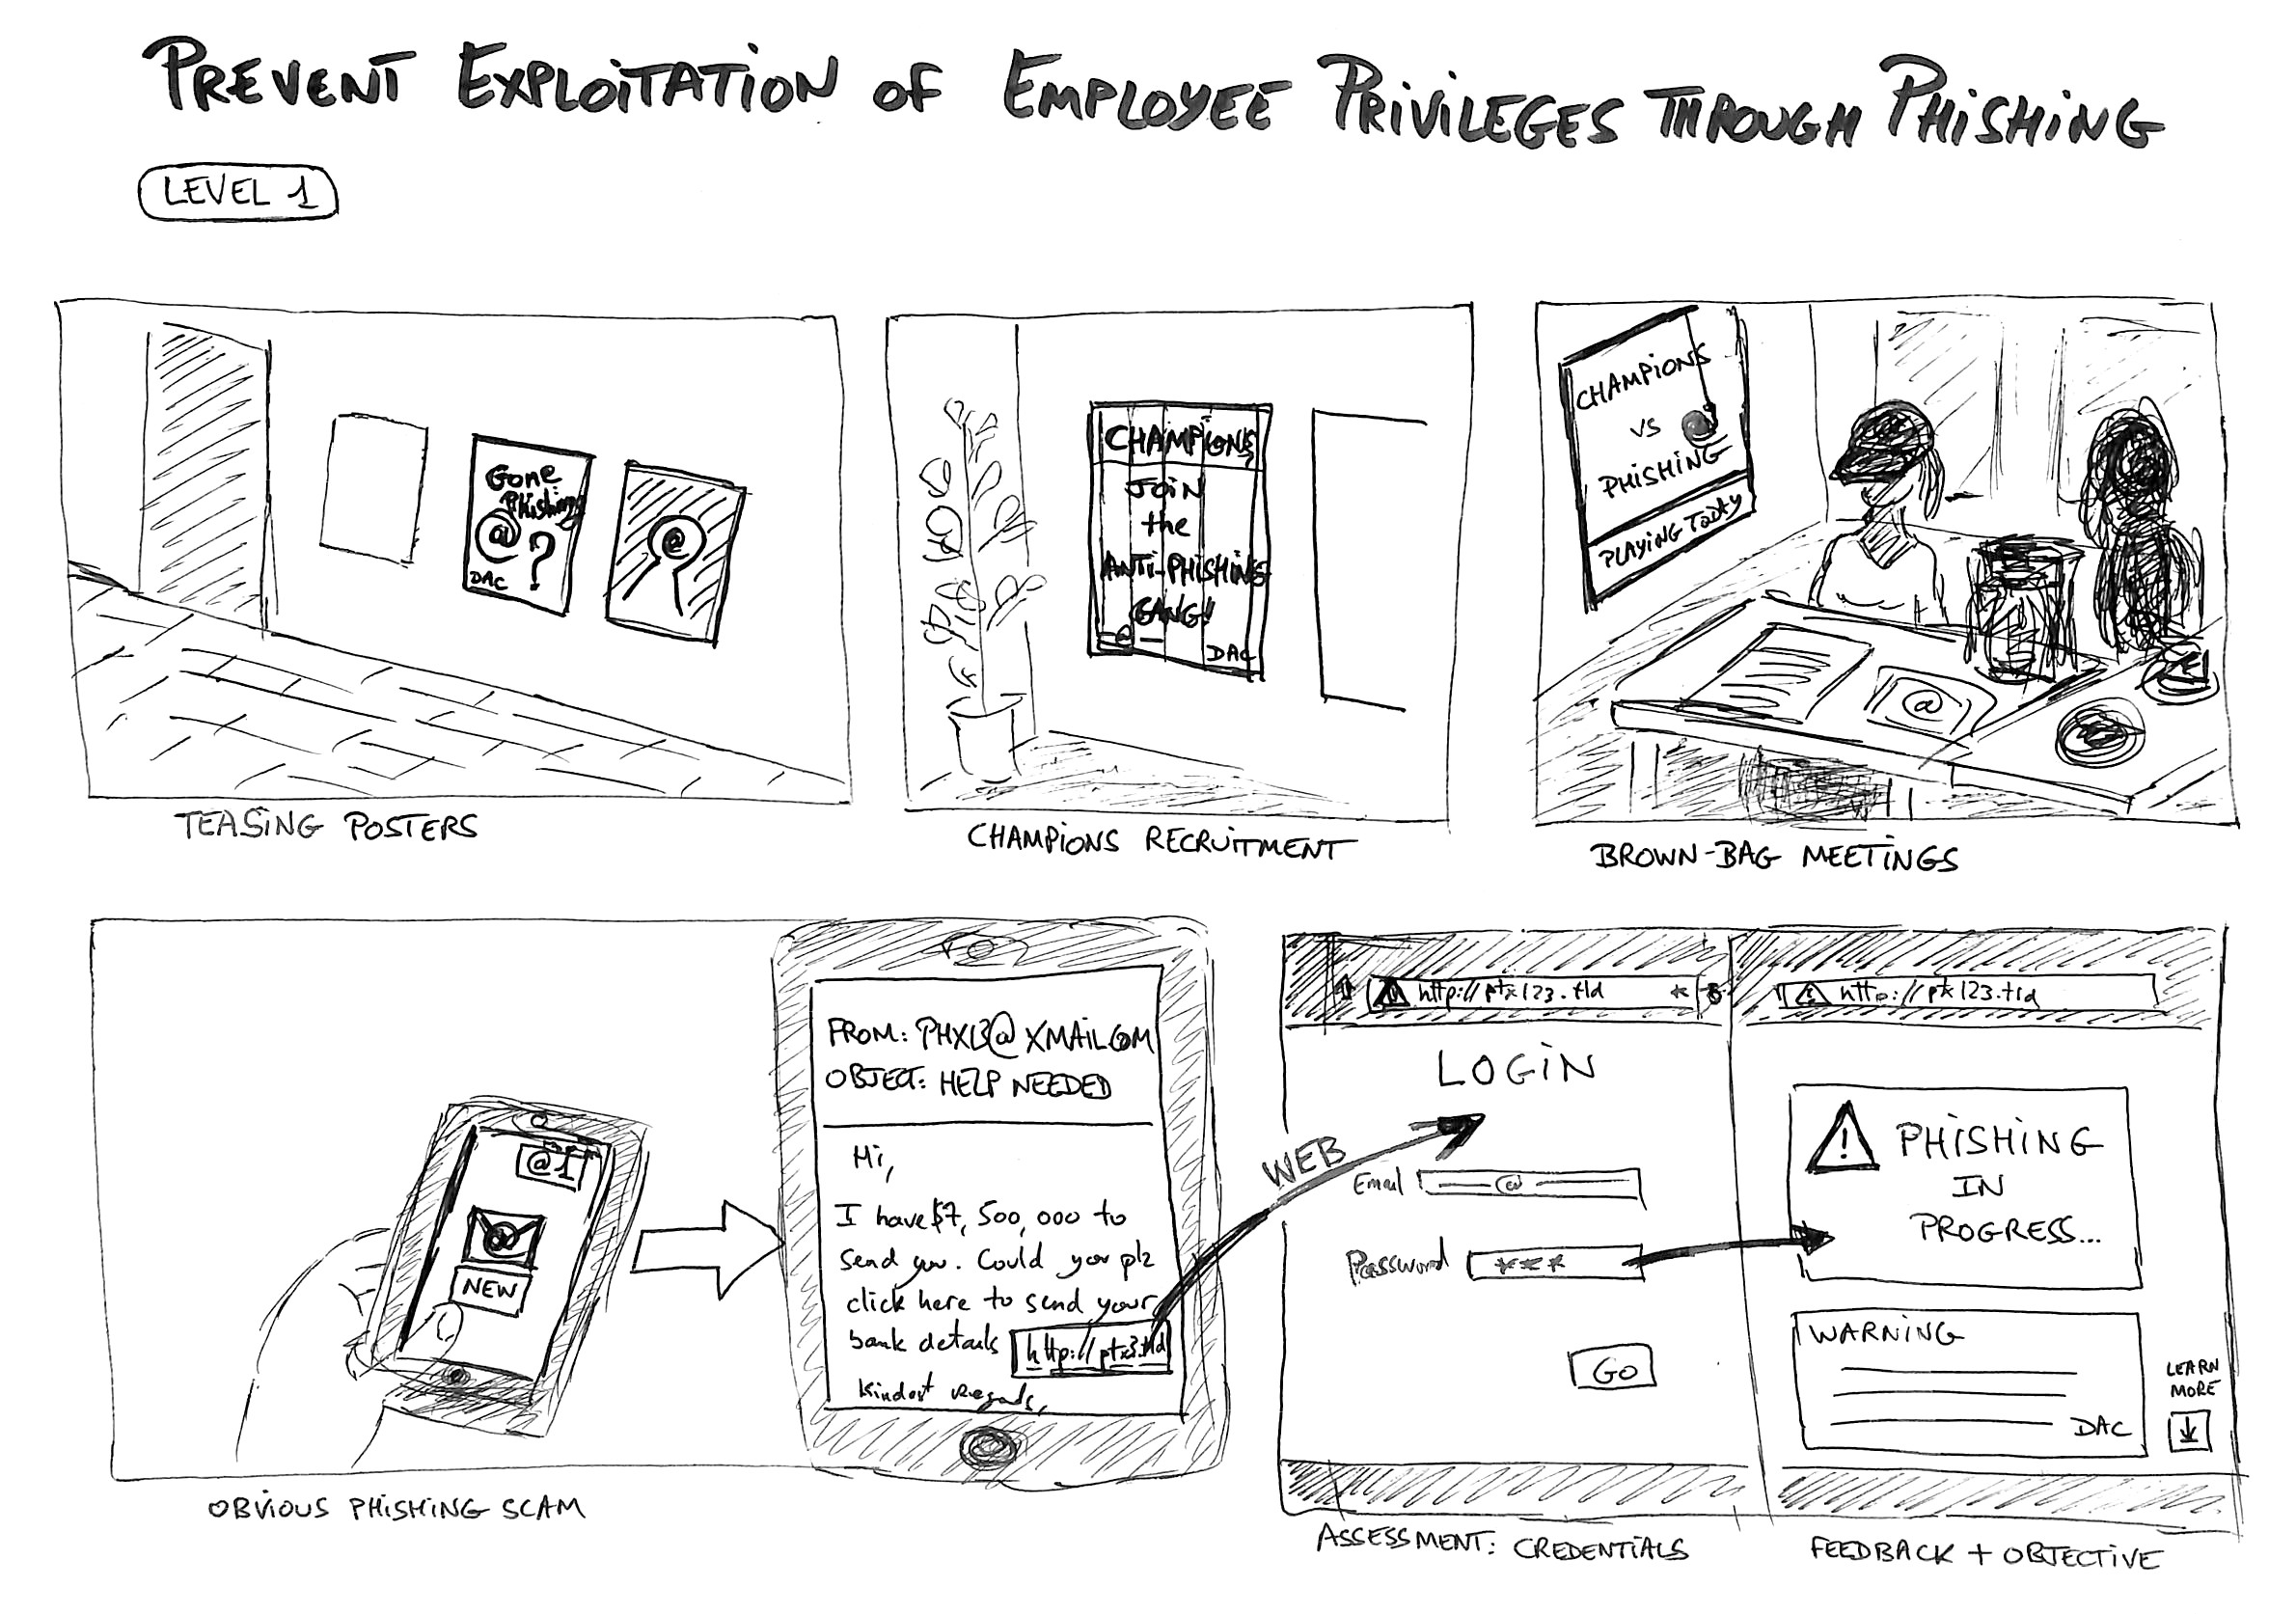 PREVENT EXPLOITATION OF EMPLOYEE PRIVILEGES THROUGH PHISHING
LEVEL 1
Gone
Phishing
@ ?
DAC
@
TEASING POSTERS
CHAMPIONS
JOIN
the
ANTI-PHISHING
GANG!!
@
DAC
CHAMPIONS RECRUITMENT
CHAMPIONS
VS
PHISHING
PLAYING TODAY
@
BROWN-BAG MEETINGS
@1
@
NEW
FROM: PHXB@XMAIL.COM
OBJECT: HELP NEEDED
Hi,
I have $7,500,000 to
send you. Could you plz
click here to send your
bank details http://ptx3.tld
Kindest Regards,
OBVIOUS PHISHING SCAM
WEB
http://ptx123.tld
LOGIN
Email @
Password ***
GO
ASSESSMENT: CREDENTIALS
http://ptx123.tld
! PHISHING
IN
PROGRESS...
WARNING
DAC
LEARN
MORE
FEEDBACK + OBJECTIVE